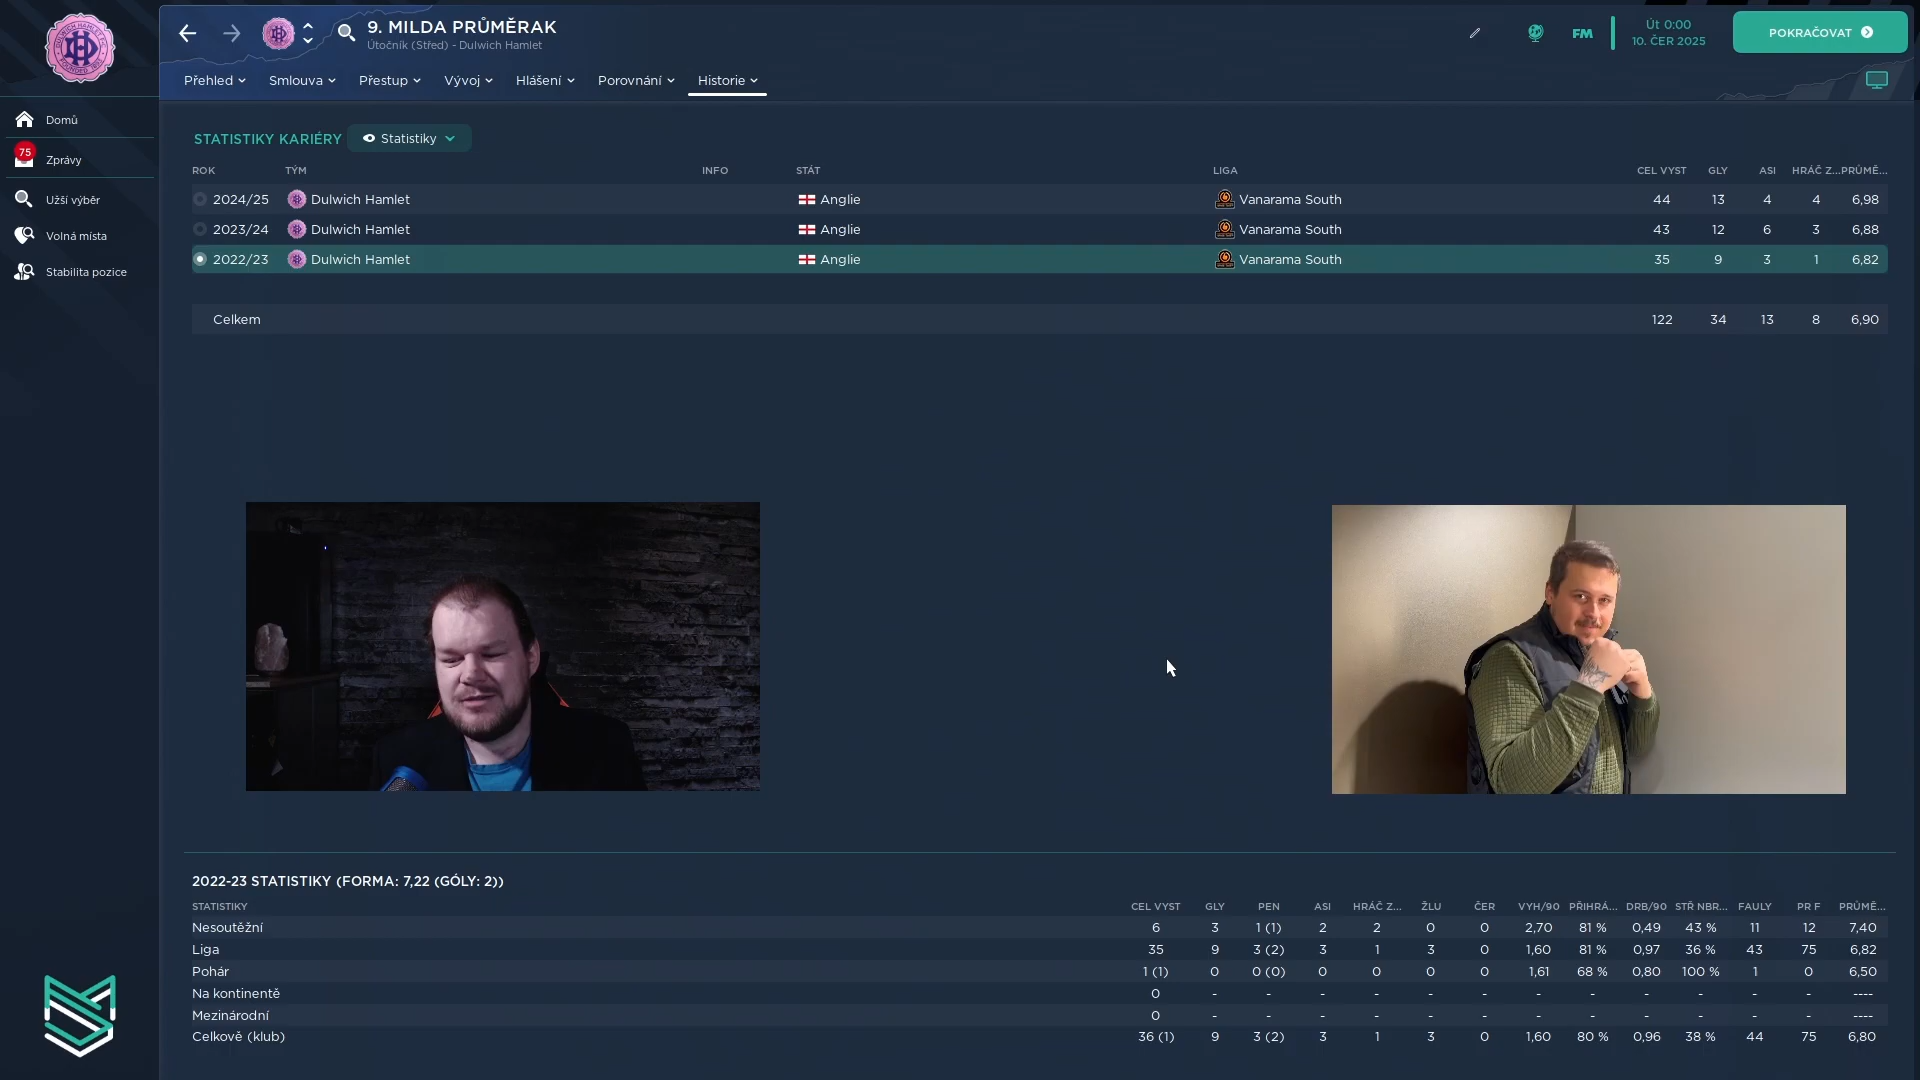 9. MILDA PRŮMĚRAK
Útočník (Střed) - Dulwich Hamlet
FM
Út 0:00
10. ČER 2025
POKRAČOVAT
Přehled
Smlouva
Přestup
Vývoj
Hlášení
Porovnání
Historie
Domů
75
Zprávy
Užší výběr
Volná místa
Stabilita pozice
STATISTIKY KARIÉRY
Statistiky
ROK TÝM INFO STÁT LIGA CEL VYST GLY ASI HRÁČ Z... PRŮMĚ...
2024/25 Dulwich Hamlet Anglie Vanarama South 44 13 4 4 6,98
2023/24 Dulwich Hamlet Anglie Vanarama South 43 12 6 3 6,88
2022/23 Dulwich Hamlet Anglie Vanarama South 35 9 3 1 6,82
Celkem 122 34 13 8 6,90
2022-23 STATISTIKY (FORMA: 7,22 (GÓLY: 2))
STATISTIKY CEL VYST GLY PEN ASI HRÁČ Z... ŽLU ČER VYH/90 PŘIHRÁ... DRB/90 STŘ NBR... FAULY PR F PRŮMĚ...
Nesoutěžní 6 3 1 (1) 2 2 0 0 2,70 81 % 0,49 43 % 11 12 7,40
Liga 35 9 3 (2) 3 1 3 0 1,60 81 % 0,97 36 % 43 75 6,82
Pohár 1 (1) 0 0 (0) 0 0 0 0 1,61 68 % 0,80 100 % 1 0 6,50
Na kontinentě 0 - - - - - - - - - - - - ----
Mezinárodní 0 - - - - - - - - - - - - ----
Celkově (klub) 36 (1) 9 3 (2) 3 1 3 0 1,60 80 % 0,96 38 % 44 75 6,80